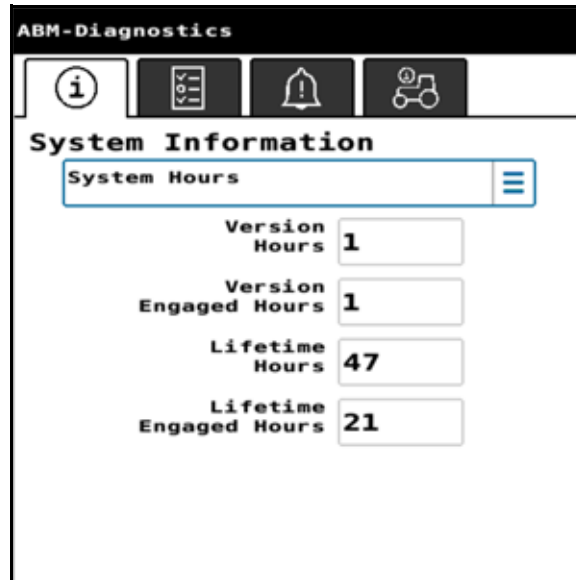 ABM-Diagnostics
System Information
System Hours
Version
Hours
1
Version
Engaged Hours
1
Lifetime
Hours
47
Lifetime
Engaged Hours
21